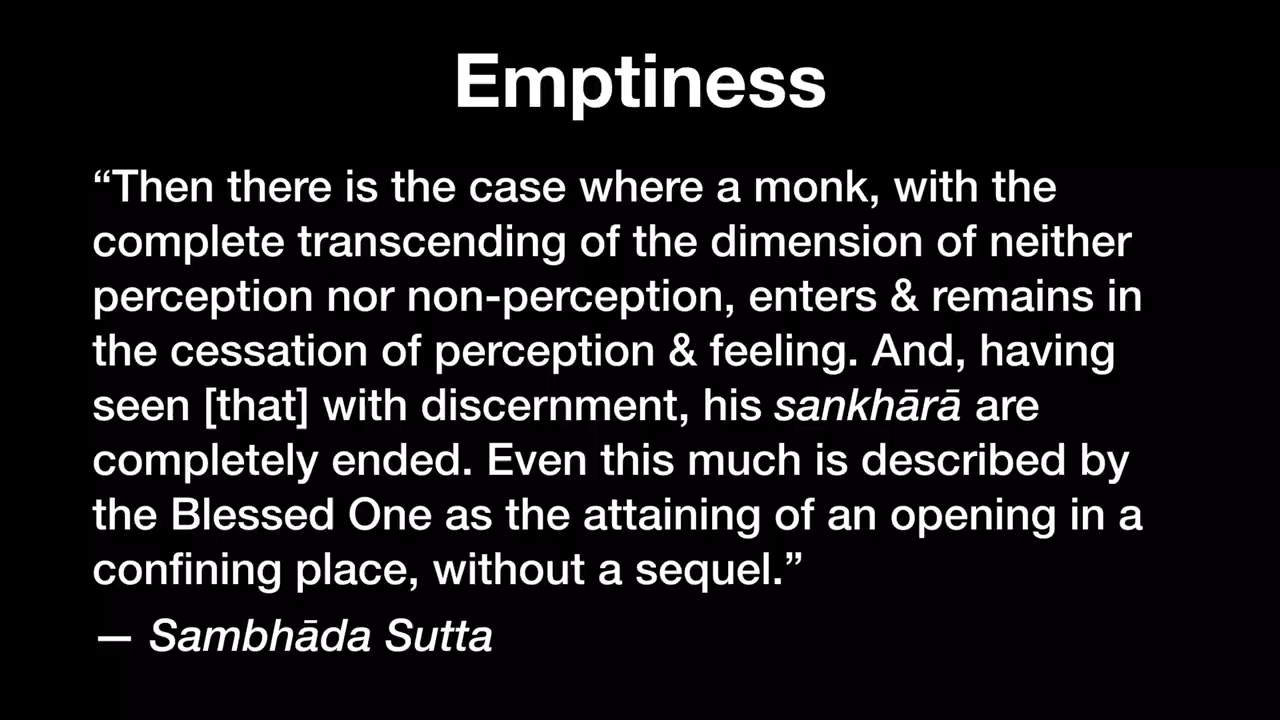 Emptiness
“Then there is the case where a monk, with the
complete transcending of the dimension of neither
perception nor non-perception, enters & remains in
the cessation of perception & feeling. And, having
seen [that] with discernment, his sankhārā are
completely ended. Even this much is described by
the Blessed One as the attaining of an opening in a
confining place, without a sequel.”
— Sambhāda Sutta